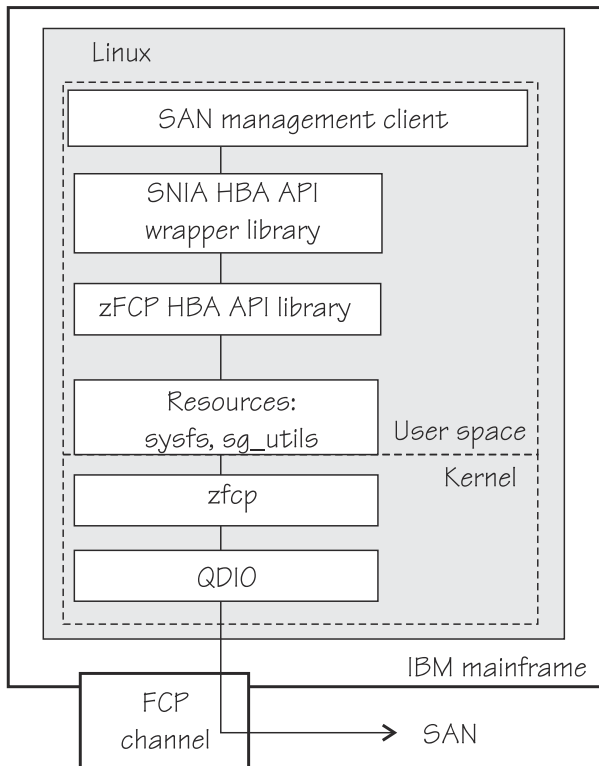 Linux
SAN management client
SNIA HBA API
wrapper library
zFCP HBA API library
Resources:
sysfs, sg_utils
User space
Kernel
zfcp
QDIO
IBM mainframe
FCP
channel
SAN